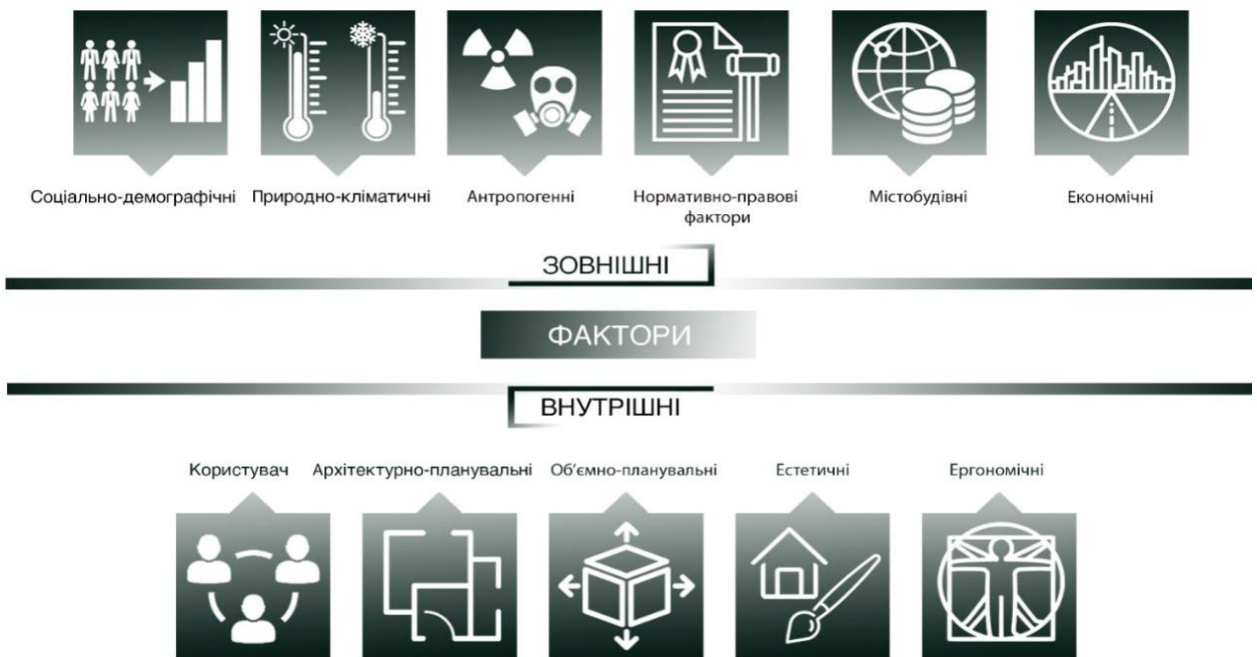 Соціально-демографічні
Природно-кліматичні
Антропогенні
Нормативно-правові
фактори
Містобудівні
Економічні
ЗОВНІШНІ
ФАКТОРИ
ВНУТРІШНІ
Користувач
Архітектурно-планувальні
Об'ємно-планувальні
Естетичні
Ергономічні